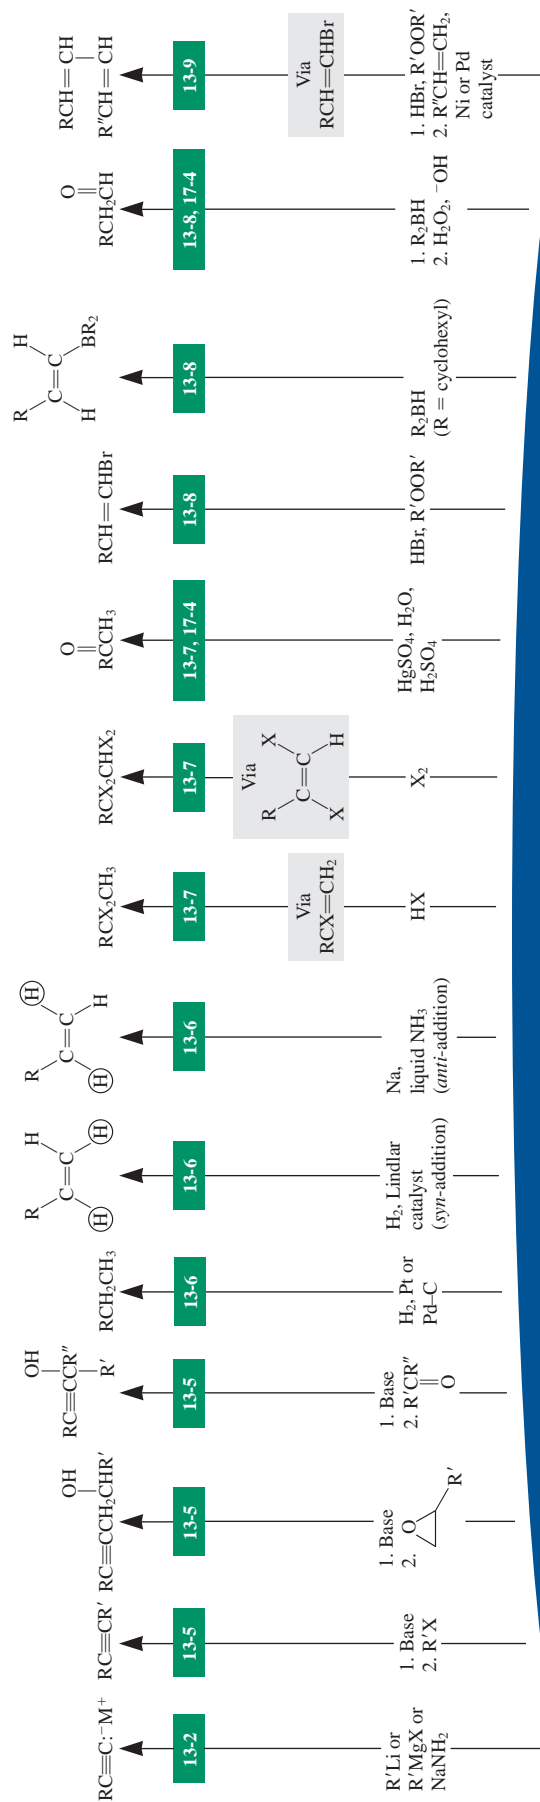 RC≡C:⁻M⁺
13-2
R′Li or
R′MgX or
NaNH₂
RC≡CR′
13-5
1. Base
2. R′X
OH
RC≡CCH₂CHR′
13-5
1. Base
2. O
R′
OH
RC≡CCR″
R′
13-5
1. Base
2. R′CR″
O
RCH₂CH₃
13-6
H₂, Pt or
Pd–C
R H
C=C
H H
13-6
H₂, Lindlar
catalyst
(syn-addition)
R H
C=C
H H
13-6
Na,
liquid NH₃
(anti-addition)
RCX₂CH₃
13-7
Via
RCX=CH₂
HX
RCX₂CHX₂
13-7
Via
R X
C=C
X H
X₂
O
RCCH₃
13-7, 17-4
HgSO₄, H₂O,
H₂SO₄
RCH=CHBr
13-8
HBr, R′OOR′
R H
C=C
H BR₂
13-8
R₂BH
(R = cyclohexyl)
O
RCH₂CH
13-8, 17-4
1. R₂BH
2. H₂O₂, ⁻OH
RCH=CH
R″CH=CH
13-9
Via
RCH=CHBr
1. HBr, R′OOR′
2. R″CH=CH₂,
Ni or Pd
catalyst